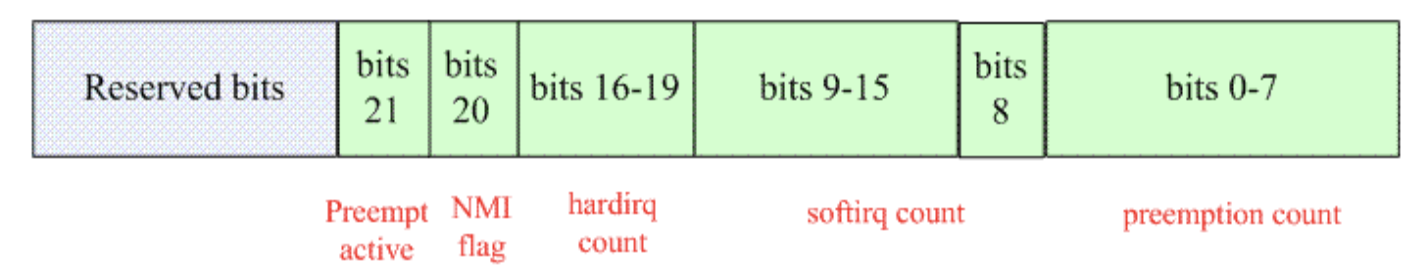 Reserved bits
bits
21
bits
20
bits 16-19
bits 9-15
bits
8
bits 0-7
Preempt
active
NMI
flag
hardirq
count
softirq count
preemption count